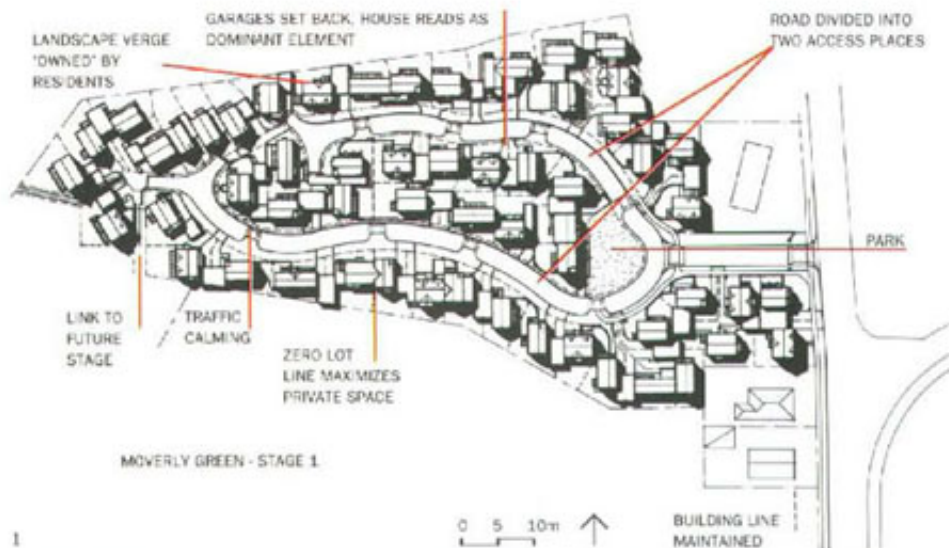 GARAGES SET BACK, HOUSE READS AS
DOMINANT ELEMENT
ROAD DIVIDED INTO
TWO ACCESS PLACES
LANDSCAPE VERGE
'OWNED' BY
RESIDENTS
PARK
LINK TO
FUTURE
STAGE
TRAFFIC
CALMING
ZERO LOT
LINE MAXIMIZES
PRIVATE SPACE
MOVERLY GREEN - STAGE 1
0 5 10m
BUILDING LINE
MAINTAINED
1